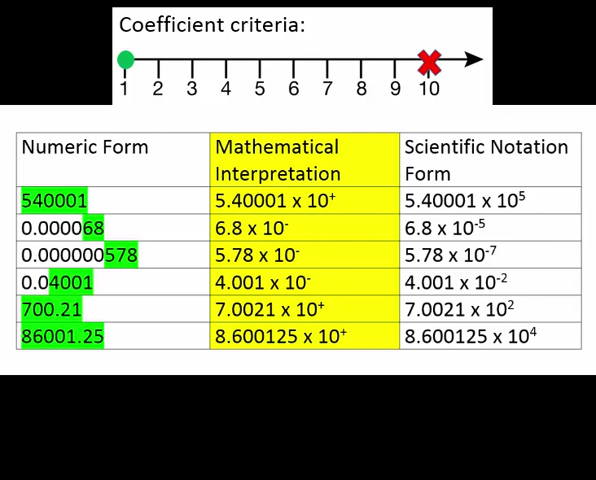 Coefficient criteria:
1 2 3 4 5 6 7 8 9 10
Numeric Form Mathematical Interpretation Scientific Notation Form
540001 5.40001 x 10⁺ 5.40001 x 10⁵
0.000068 6.8 x 10⁻ 6.8 x 10⁻⁵
0.000000578 5.78 x 10⁻ 5.78 x 10⁻⁷
0.04001 4.001 x 10⁻ 4.001 x 10⁻²
700.21 7.0021 x 10⁺ 7.0021 x 10²
86001.25 8.600125 x 10⁺ 8.600125 x 10⁴